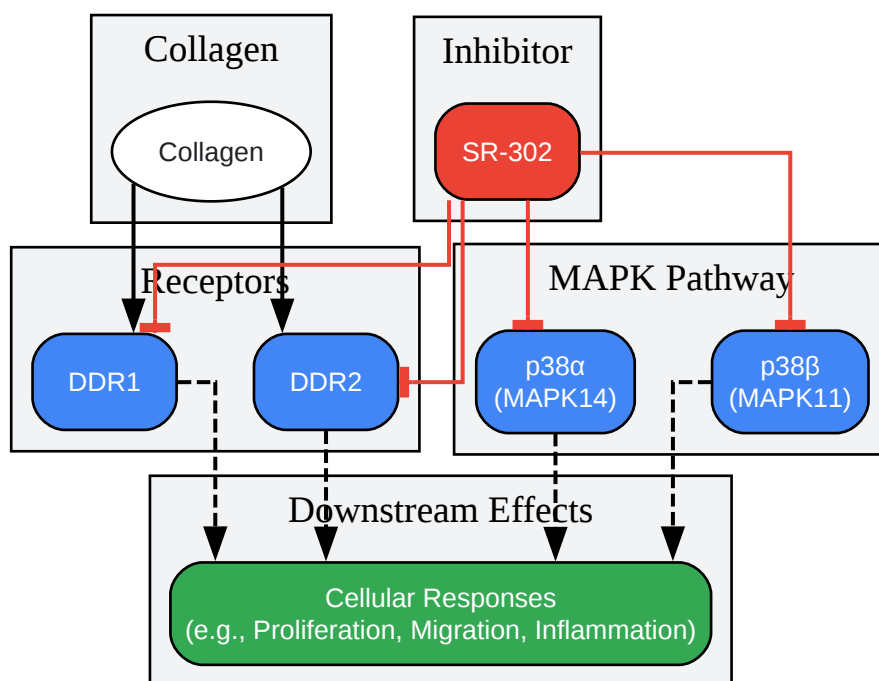 Collagen
Inhibitor
Collagen
SR-302
Receptors
MAPK Pathway
DDR1
DDR2
p38α
(MAPK14)
p38β
(MAPK11)
Downstream Effects
Cellular Responses
(e.g., Proliferation, Migration, Inflammation)